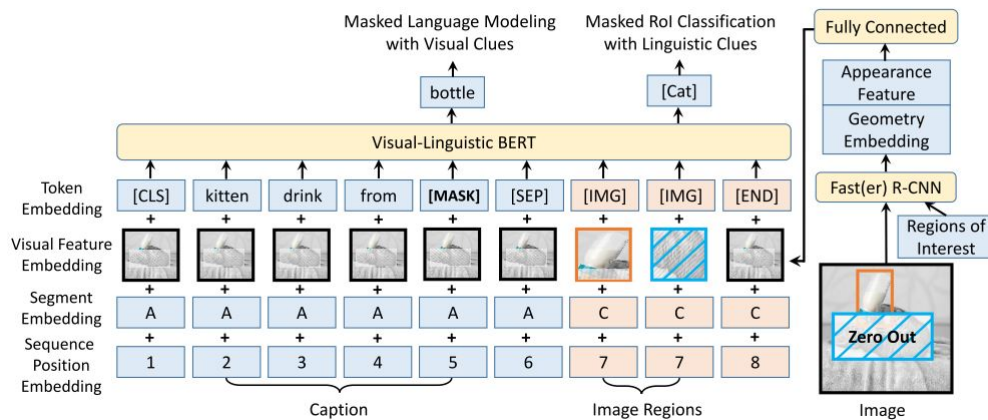 Masked Language Modeling
with Visual Clues
Masked RoI Classification
with Linguistic Clues
bottle
[Cat]
Visual-Linguistic BERT
Token
Embedding
[CLS] kitten drink from [MASK] [SEP] [IMG] [IMG] [END]
+ + + + + + + + +
Visual Feature
Embedding
+ + + + + + + + +
Segment
Embedding
A A A A A A C C C
+ + + + + + + + +
Sequence
Position
Embedding
1 2 3 4 5 6 7 7 8
Caption
Image Regions
Fully Connected
Appearance
Feature
Geometry
Embedding
Fast(er) R-CNN
Regions of
Interest
Zero Out
Image